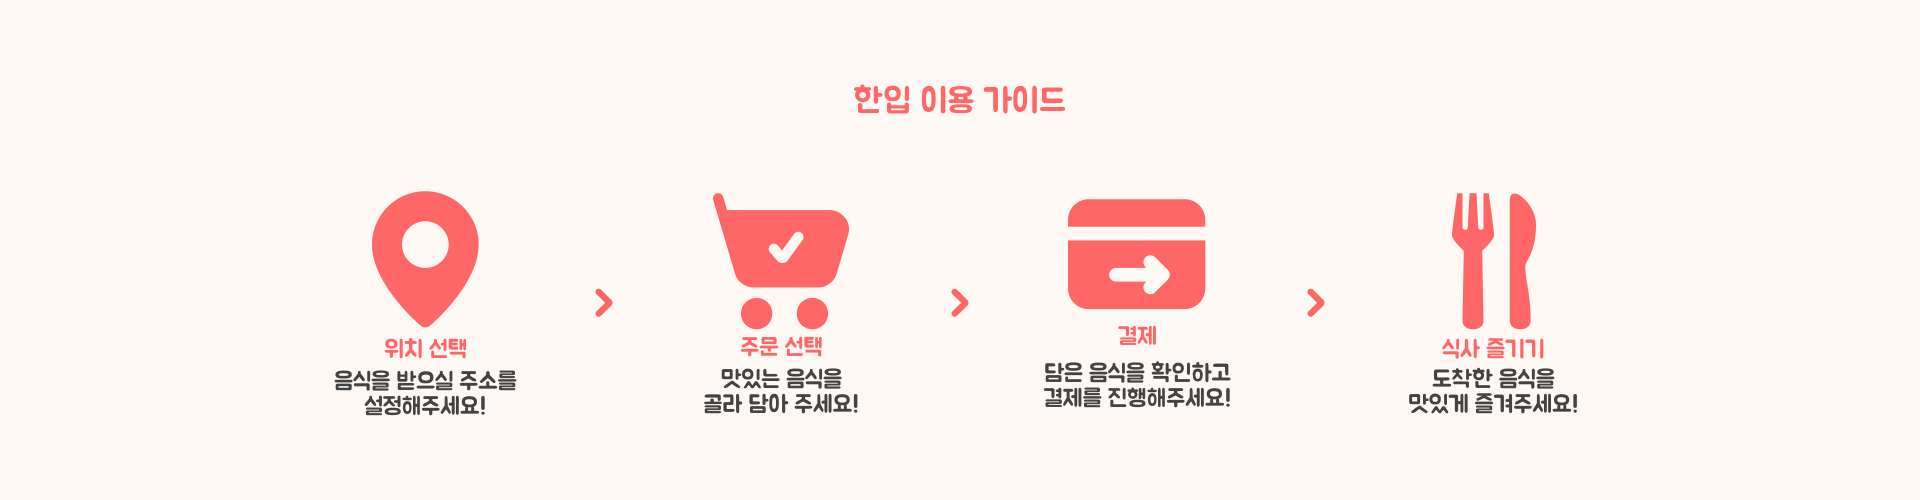 한입 이용 가이드
위치 선택
음식을 받으실 주소를
설정해주세요!
주문 선택
맛있는 음식을
골라 담아 주세요!
결제
담은 음식을 확인하고
결제를 진행해주세요!
식사 즐기기
도착한 음식을
맛있게 즐겨주세요!